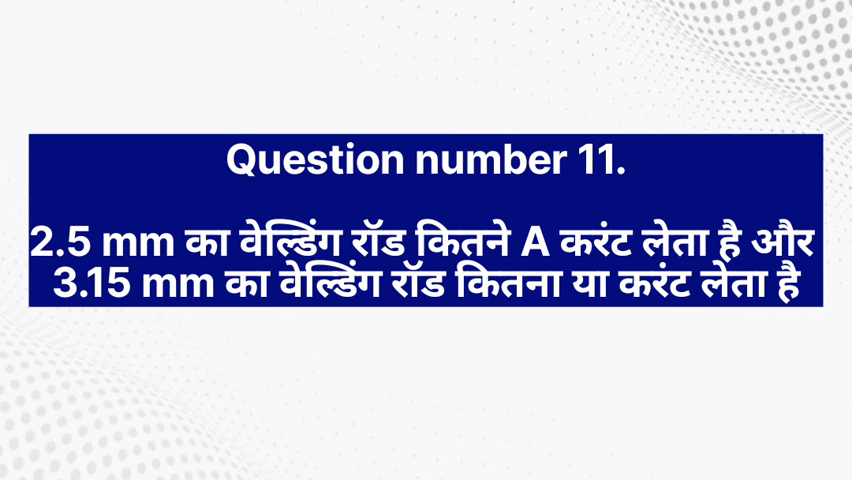 Question number 11.
2.5 mm का वेल्डिंग रॉड कितने A करंट लेता है और
3.15 mm का वेल्डिंग रॉड कितना या करंट लेता है